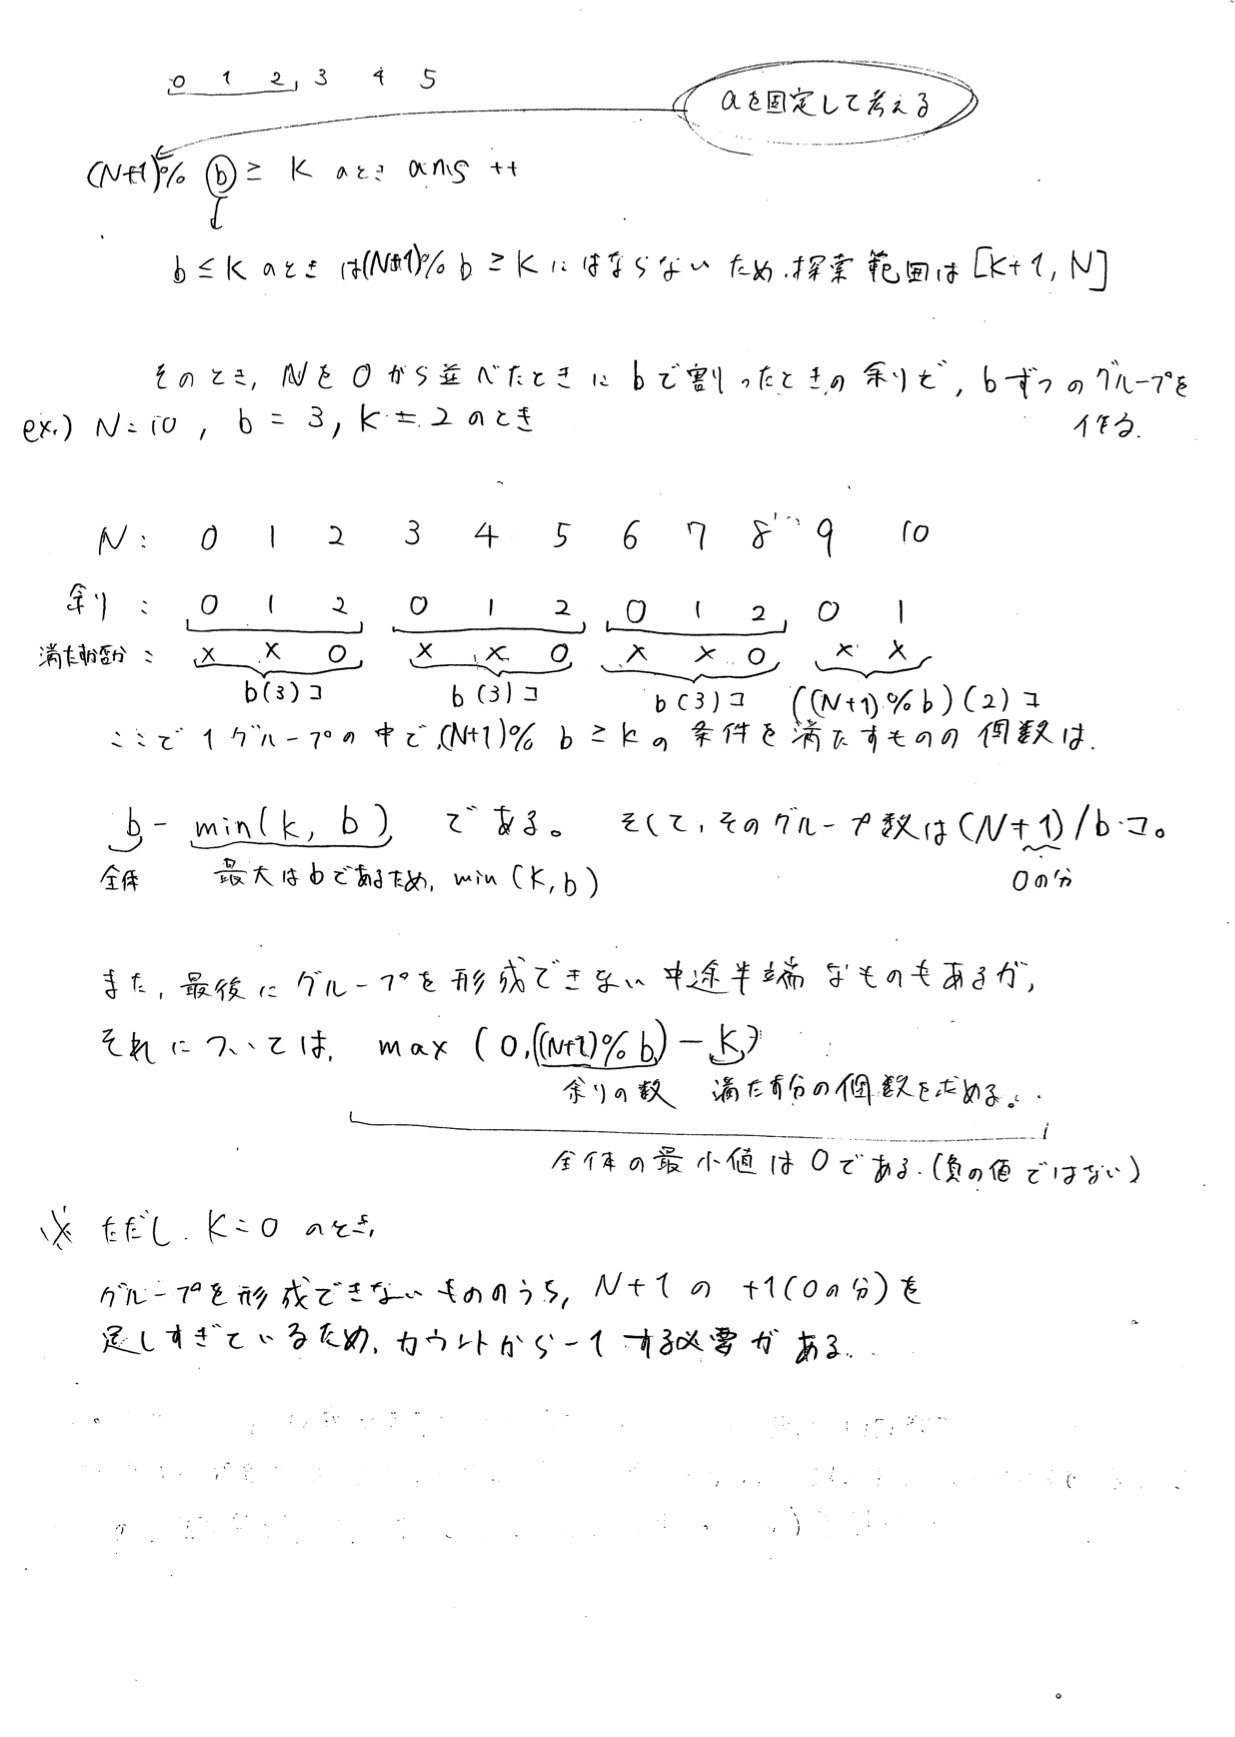 0 1 2, 3 4 5
aを固定して考える
(N+1)% b ≥ K のとき ans ++
b ≤ K のときは(N+1)% b ≥ K にはならないため、探索範囲は [K+1, N]
そのとき, Nを 0 から並べたときに bで割ったときの 余りで, b ずつのグループを
作る.
ex.) N=10 , b = 3, K = 2 のとき
N: 0 1 2 3 4 5 6 7 8 9 10
余り : 0 1 2 0 1 2 0 1 2, 0 1
満たすか否か : × × ○ × × ○ × × ○ × ×
b(3)コ b(3)コ b(3)コ ((N+1)%b)(2)コ
ここで1グループの中で,(N+1)% b ≥ Kの 条件を満たすものの個数は、
b - min(K, b) である。 そして, そのグループ数は (N+1)/b コ。
全体 最大はbであるため, min (K,b) 0の分
また, 最後にグループを形成できない中途半端なものもあるが,
それについては, max (0,((N+1)%b) - K)
余りの数 満たす分の個数を求める。
全体の最小値は0である.(負の値ではない)
※ ただし. K=0 のとき,
グループを形成できないもののうち, N+1の +1(0の分)を
足しすぎているため, カウントから-1する必要がある.